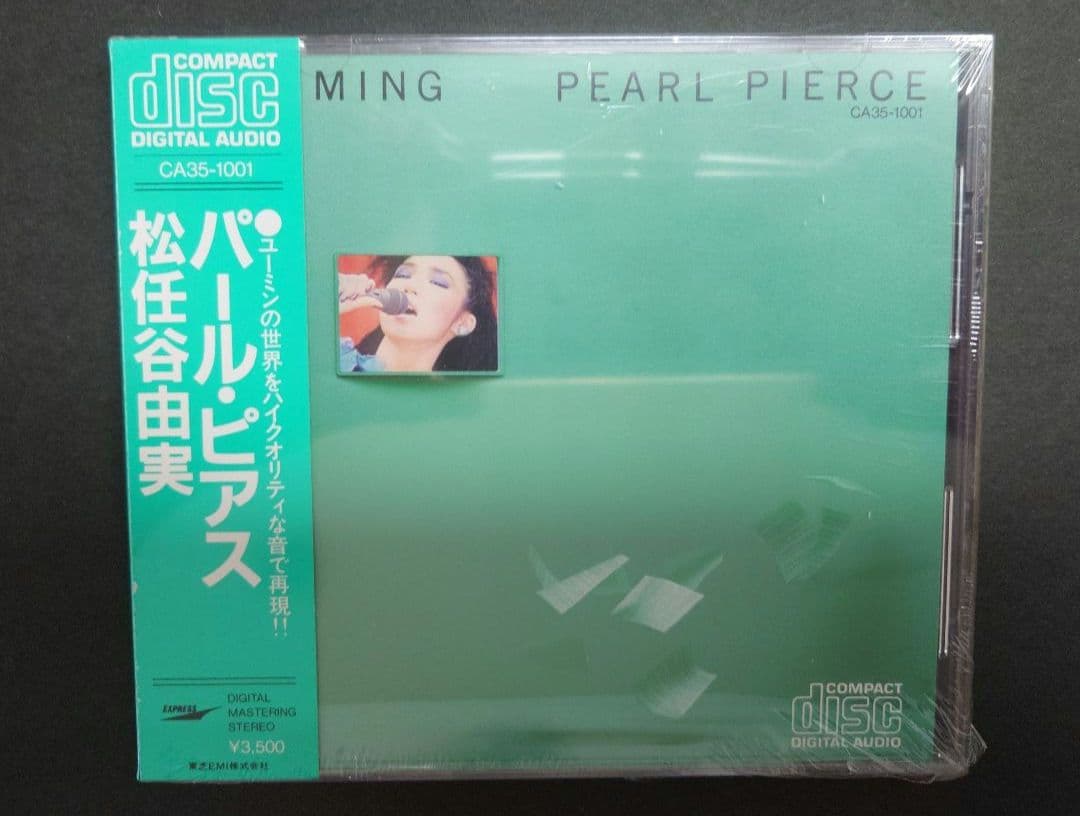 COMPACT
disc
DIGITAL AUDIO
CA35-1001
●ユーミンの世界をハイクオリティな音で再現!!
パール・ピアス
松任谷由実
EXPRESS
DIGITAL
MASTERING
STEREO
¥3,500
東芝EMI株式会社
MING PEARL PIERCE
CA35-1001
COMPACT
disc
DIGITAL AUDIO